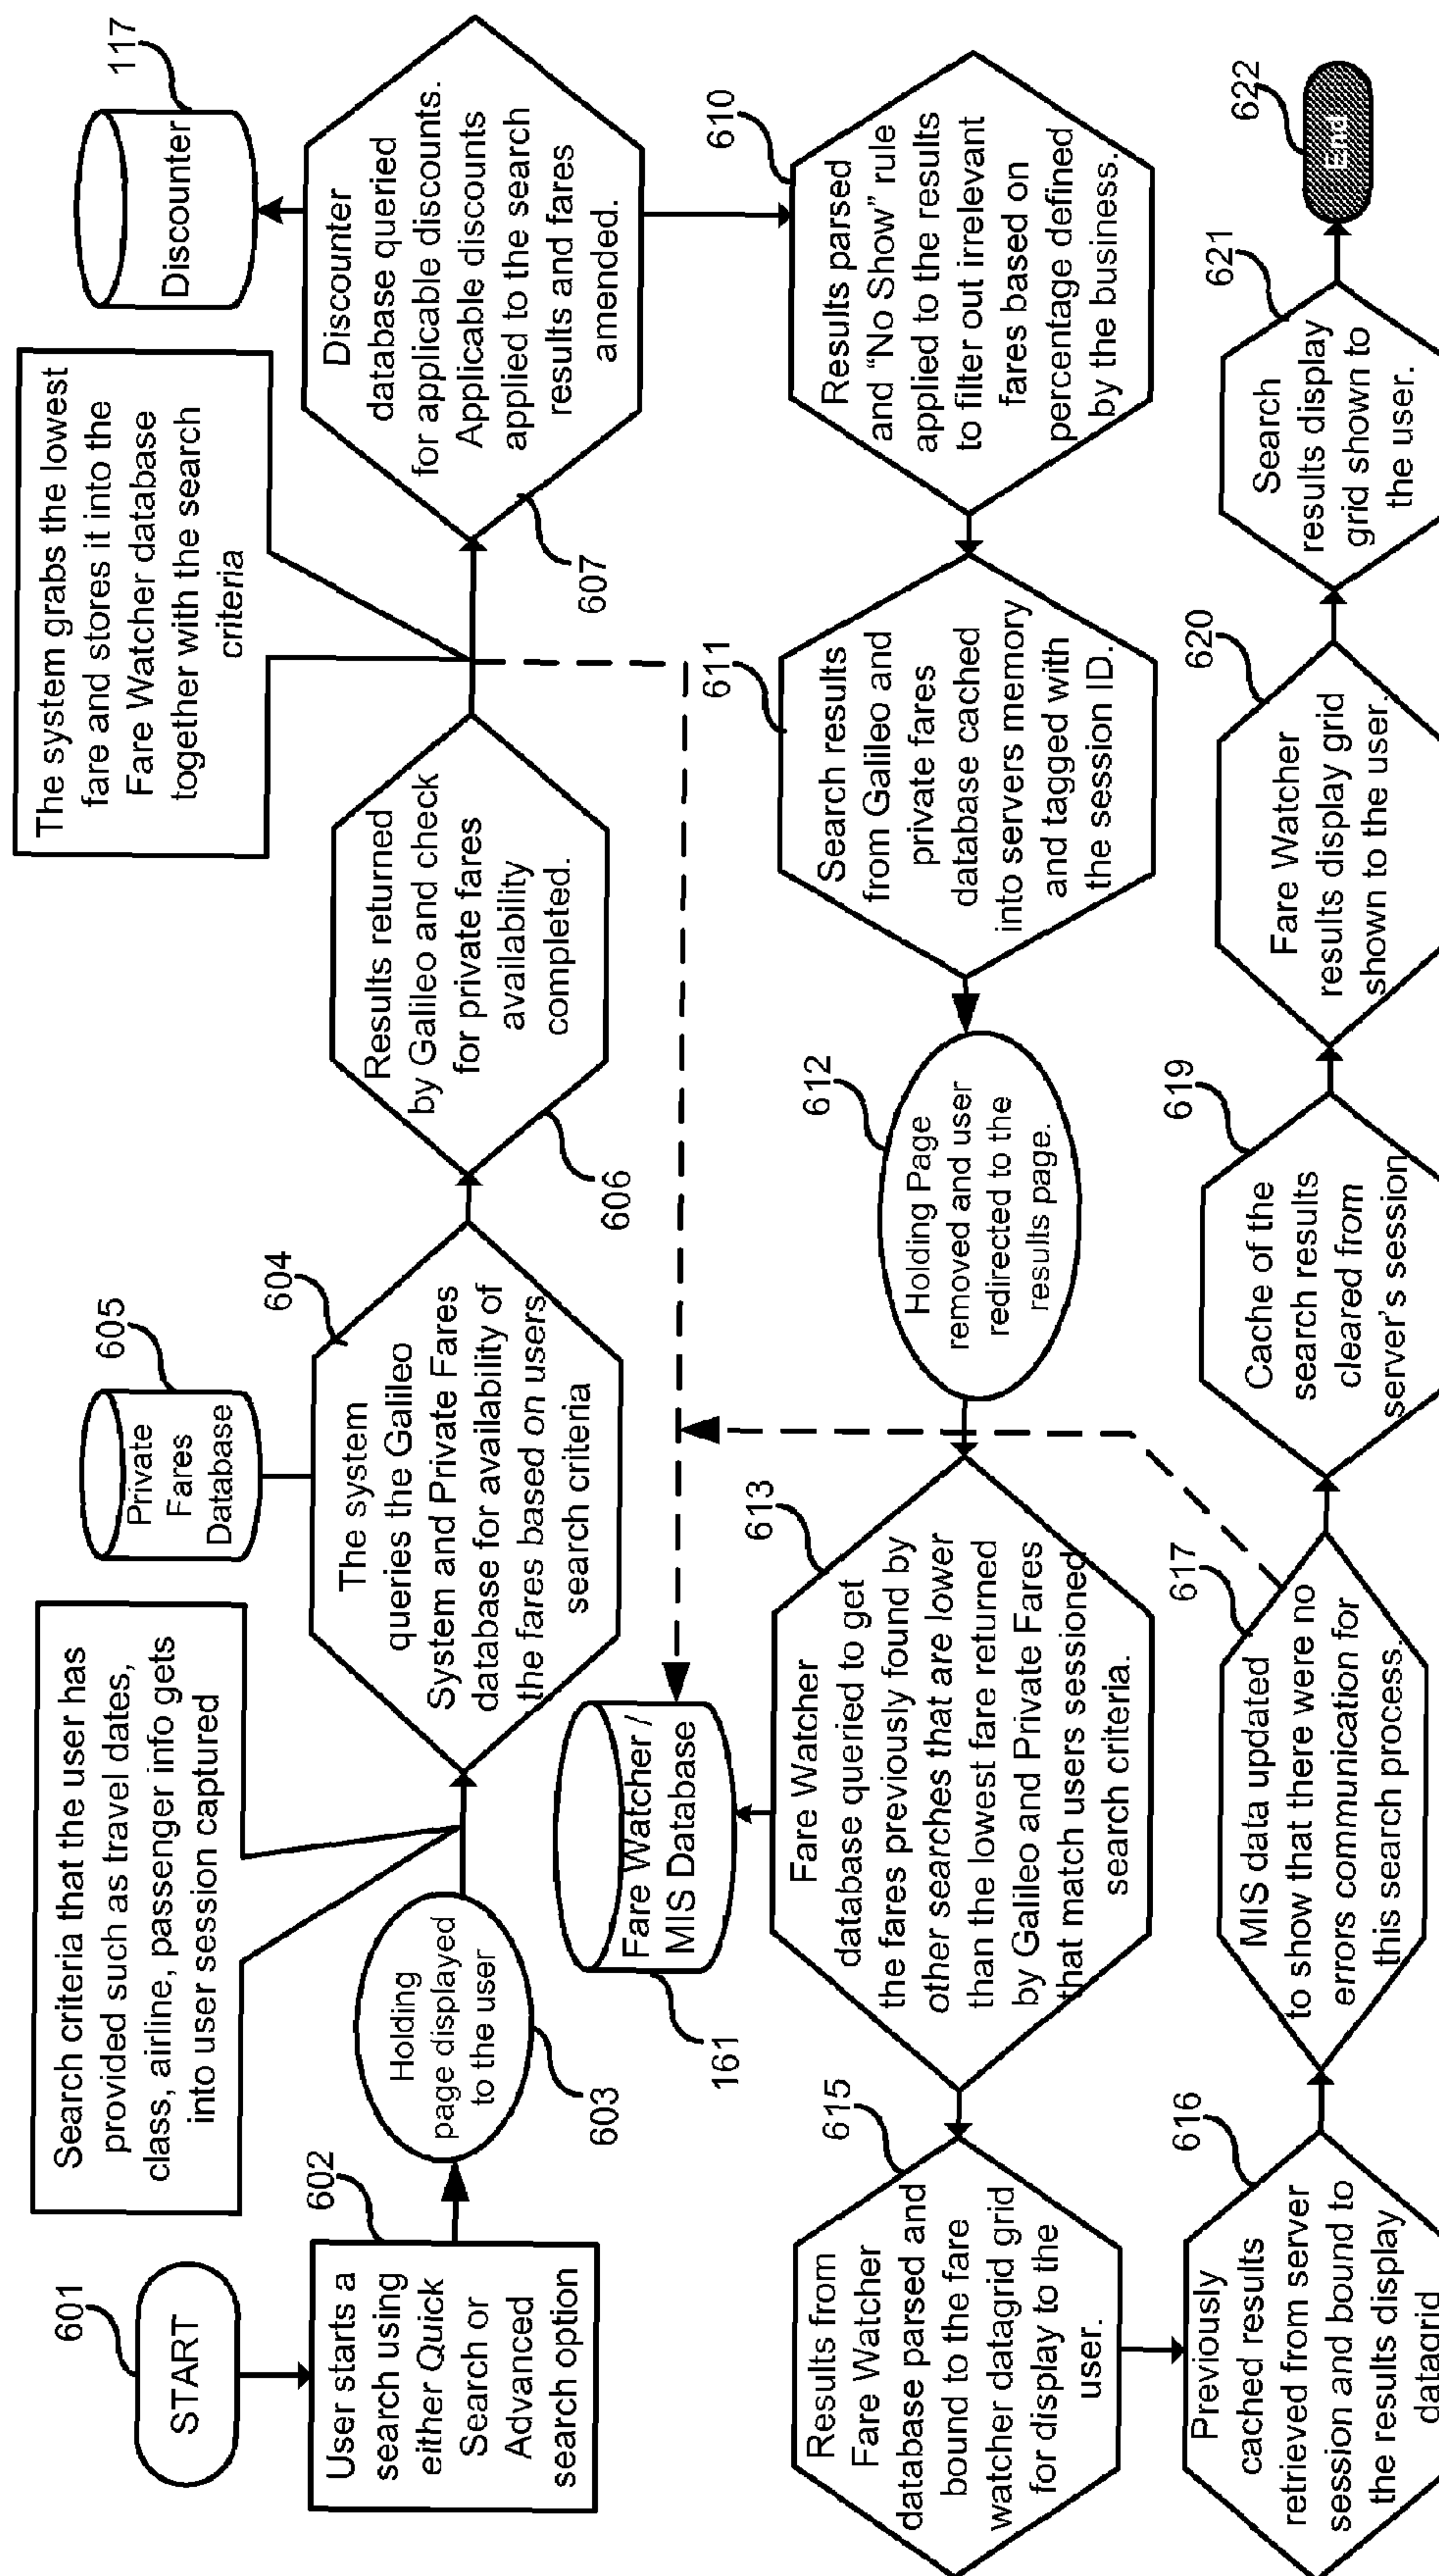 601
START
602
User starts a
search using
either Quick
Search or
Advanced
search option
Search criteria that the user has
provided such as travel dates,
class, airline, passenger info gets
into user session captured
Holding
page displayed
to the user
603
605
Private
Fares
Database
604
The system
queries the Galileo
System and Private Fares
database for availability of
the fares based on users
search criteria
Results returned
by Galileo and check
for private fares
availability
completed.
606
The system grabs the lowest
fare and stores it into the
Fare Watcher database
together with the search
criteria
117
Discounter
Discounter
database queried
for applicable discounts.
Applicable discounts
applied to the search
results and fares
amended.
607
610
Results parsed
and “No Show” rule
applied to the results
to filter out irrelevant
fares based on
percentage defined
by the business.
611
Search results
from Galileo and
private fares
database cached
into servers memory
and tagged with
the session ID.
612
Holding Page
removed and user
redirected to the
results page.
Fare Watcher /
MIS Database
161
613
Fare Watcher
database queried to get
the fares previously found by
other searches that are lower
than the lowest fare returned
by Galileo and Private Fares
that match users sessioned
search criteria.
615
Results from
Fare Watcher
database parsed and
bound to the fare
watcher datagrid grid
for display to the
user.
616
Previously
cached results
retrieved from server
session and bound to
the results display
datagrid
617
MIS data updated
to show that there were no
errors communication for
this search process.
619
Cache of the
search results
cleared from
server's session
620
Fare Watcher
results display grid
shown to the user.
621
Search
results display
grid shown to
the user.
622
End